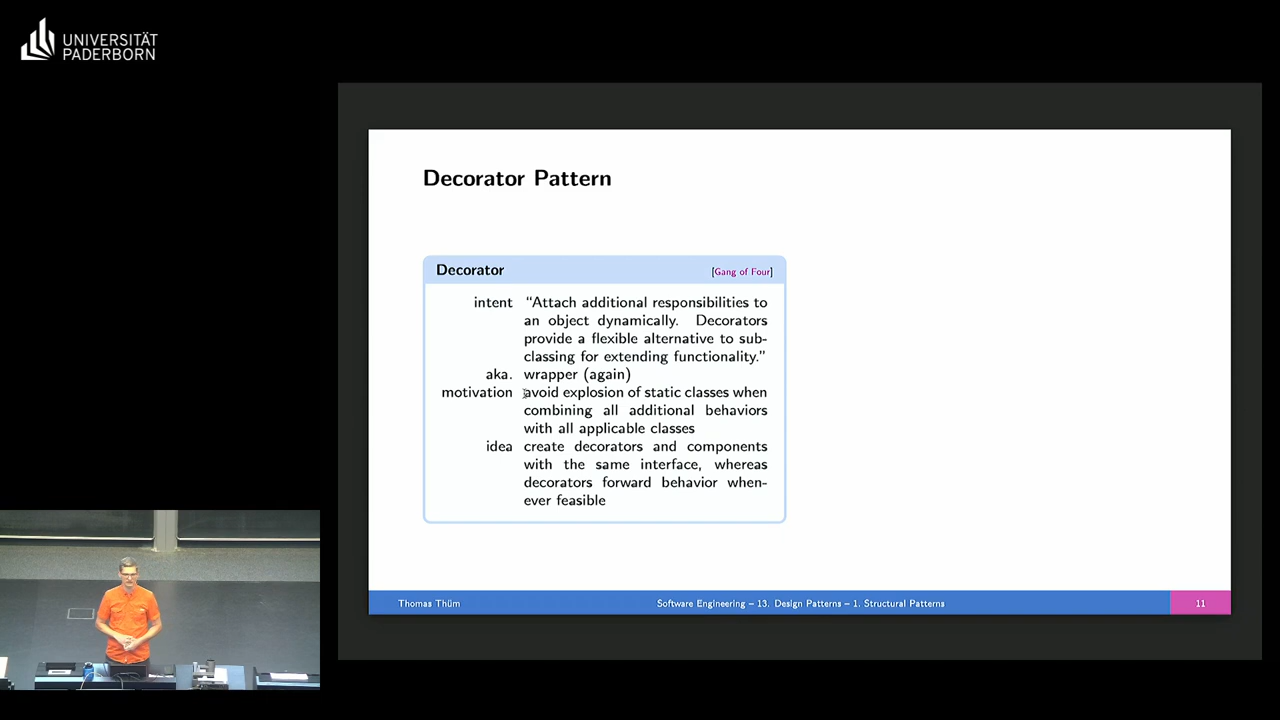 UNIVERSITÄT
PADERBORN
Decorator Pattern
Decorator [Gang of Four]
intent “Attach additional responsibilities to
an object dynamically. Decorators
provide a flexible alternative to sub-
classing for extending functionality.”
aka. wrapper (again)
motivation avoid explosion of static classes when
combining all additional behaviors
with all applicable classes
idea create decorators and components
with the same interface, whereas
decorators forward behavior when-
ever feasible
Thomas Thüm Software Engineering – 13. Design Patterns – 1. Structural Patterns 11